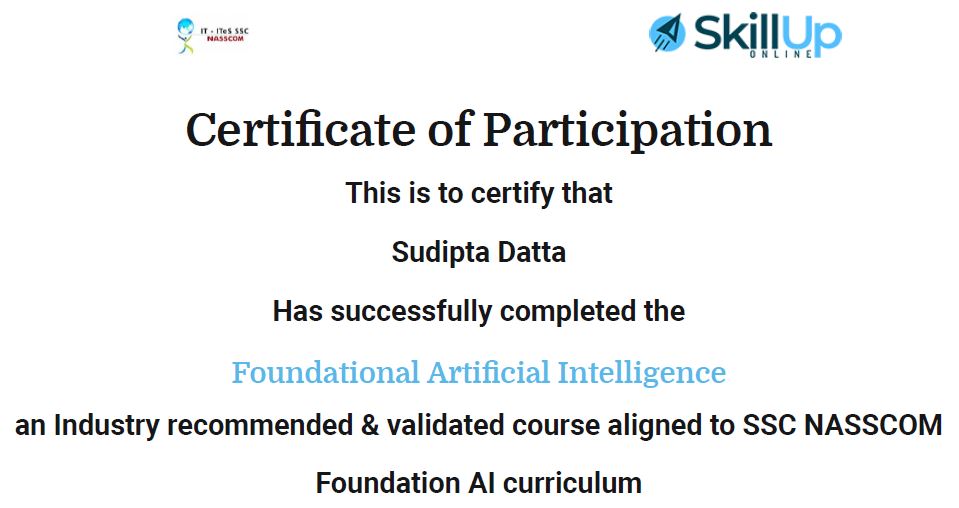 IT - ITeS SSC
NASSCOM
SkillUp
ONLINE
Certificate of Participation
This is to certify that
Sudipta Datta
Has successfully completed the
Foundational Artificial Intelligence
an Industry recommended & validated course aligned to SSC NASSCOM
Foundation AI curriculum